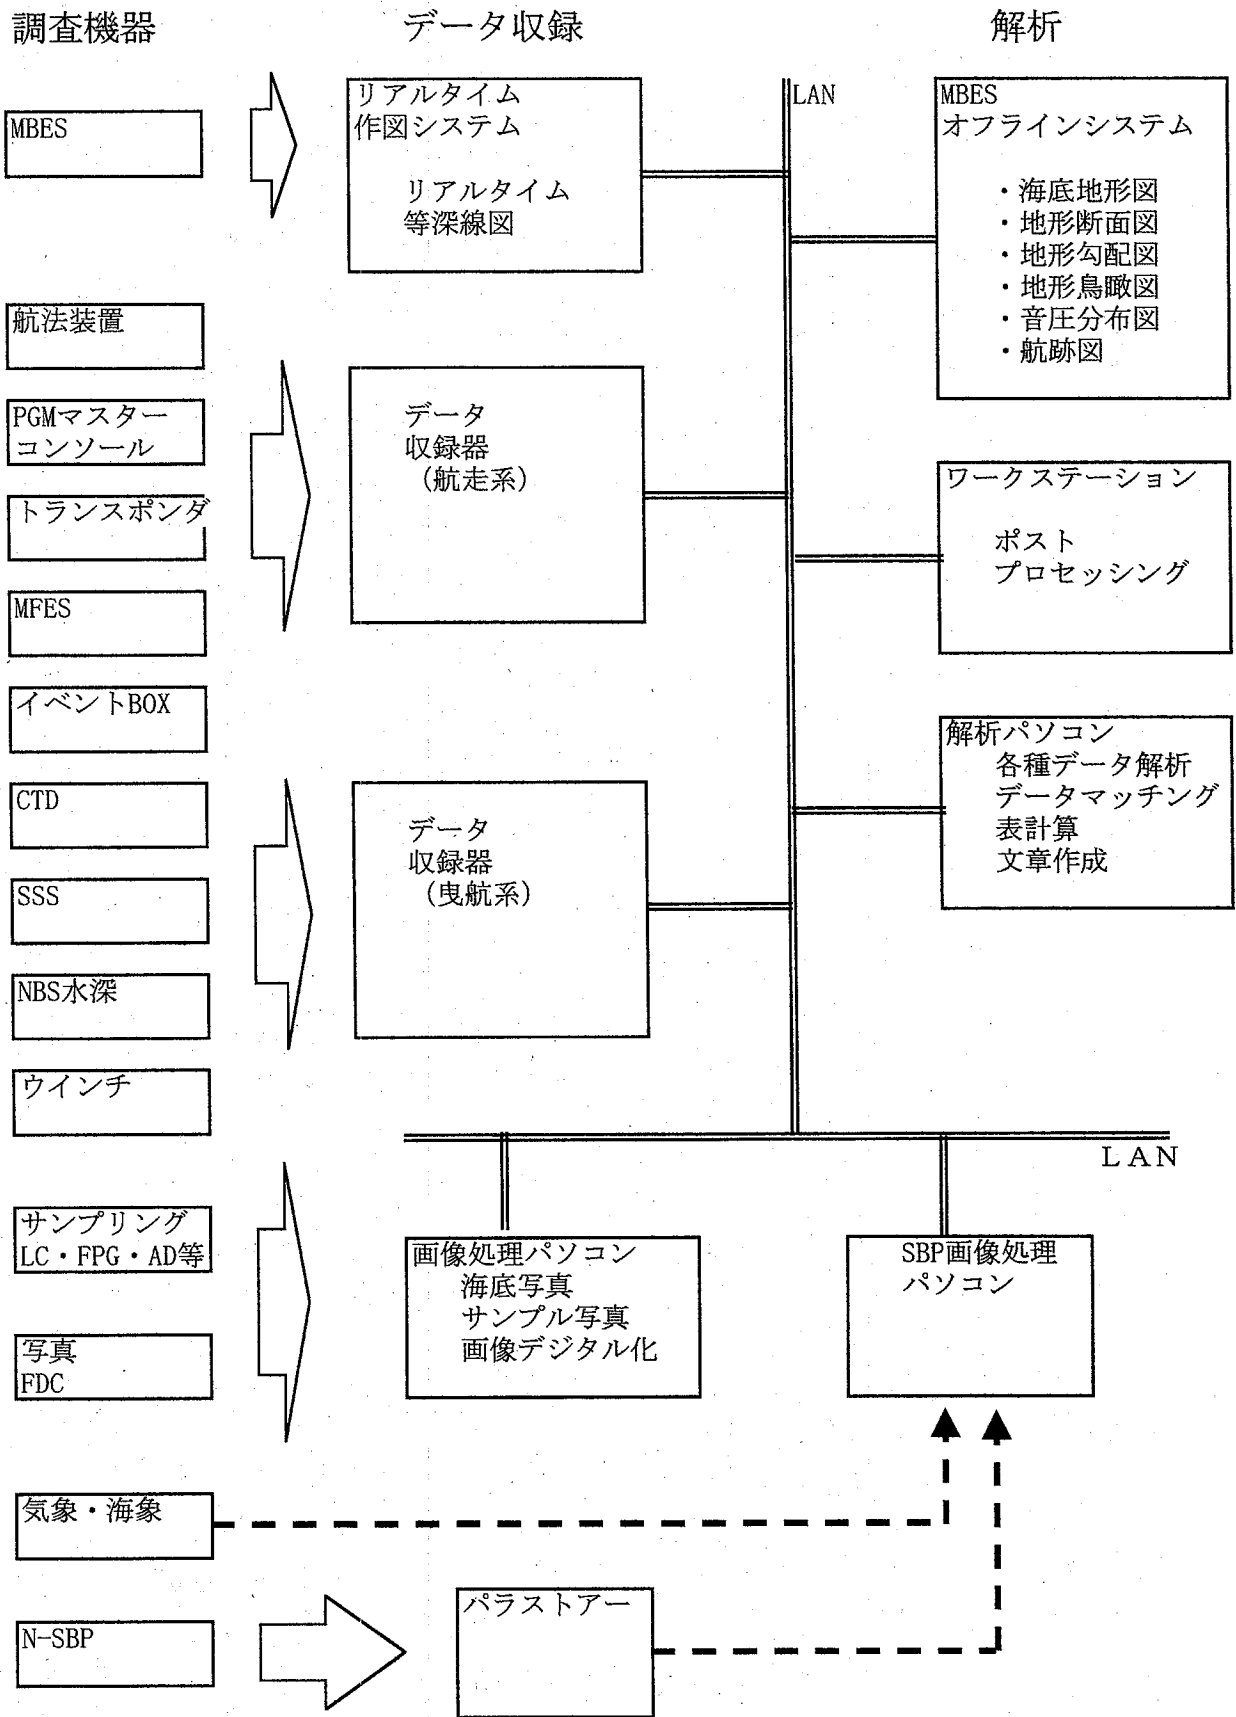 調査機器
データ収録
解析
MBES
リアルタイム
作図システム
リアルタイム
等深線図
LAN
MBES
オフラインシステム
・海底地形図
・地形断面図
・地形勾配図
・地形鳥瞰図
・音圧分布図
・航跡図
航法装置
PGMマスター
コンソール
トランスポンダ
MFES
データ
収録器
（航走系）
ワークステーション
ポスト
プロセッシング
イベントBOX
CTD
SSS
NBS水深
ウインチ
データ
収録器
（曳航系）
解析パソコン
各種データ解析
データマッチング
表計算
文章作成
LAN
サンプリング
LC・FPG・AD等
写真
FDC
画像処理パソコン
海底写真
サンプル写真
画像デジタル化
SBP画像処理
パソコン
気象・海象
N-SBP
パラストアー